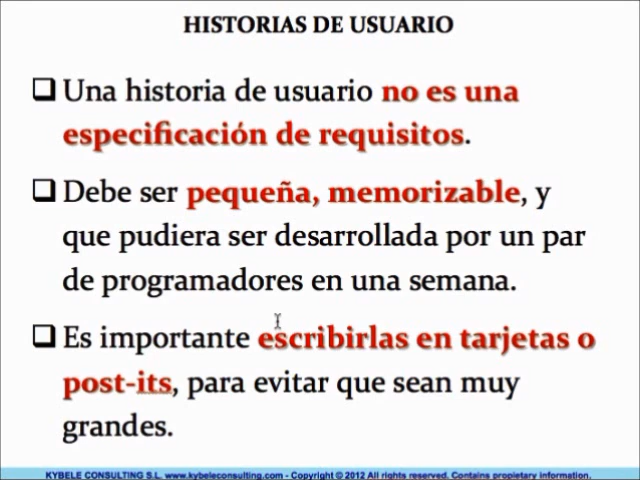 HISTORIAS DE USUARIO
Una historia de usuario no es una
especificación de requisitos.
Debe ser pequeña, memorizable, y
que pudiera ser desarrollada por un par
de programadores en una semana.
Es importante escribirlas en tarjetas o
post-its, para evitar que sean muy
grandes.
KYBELE CONSULTING S.L. www.kybeleconsulting.com - Copyright © 2012 All rights reserved. Contains propietary information.